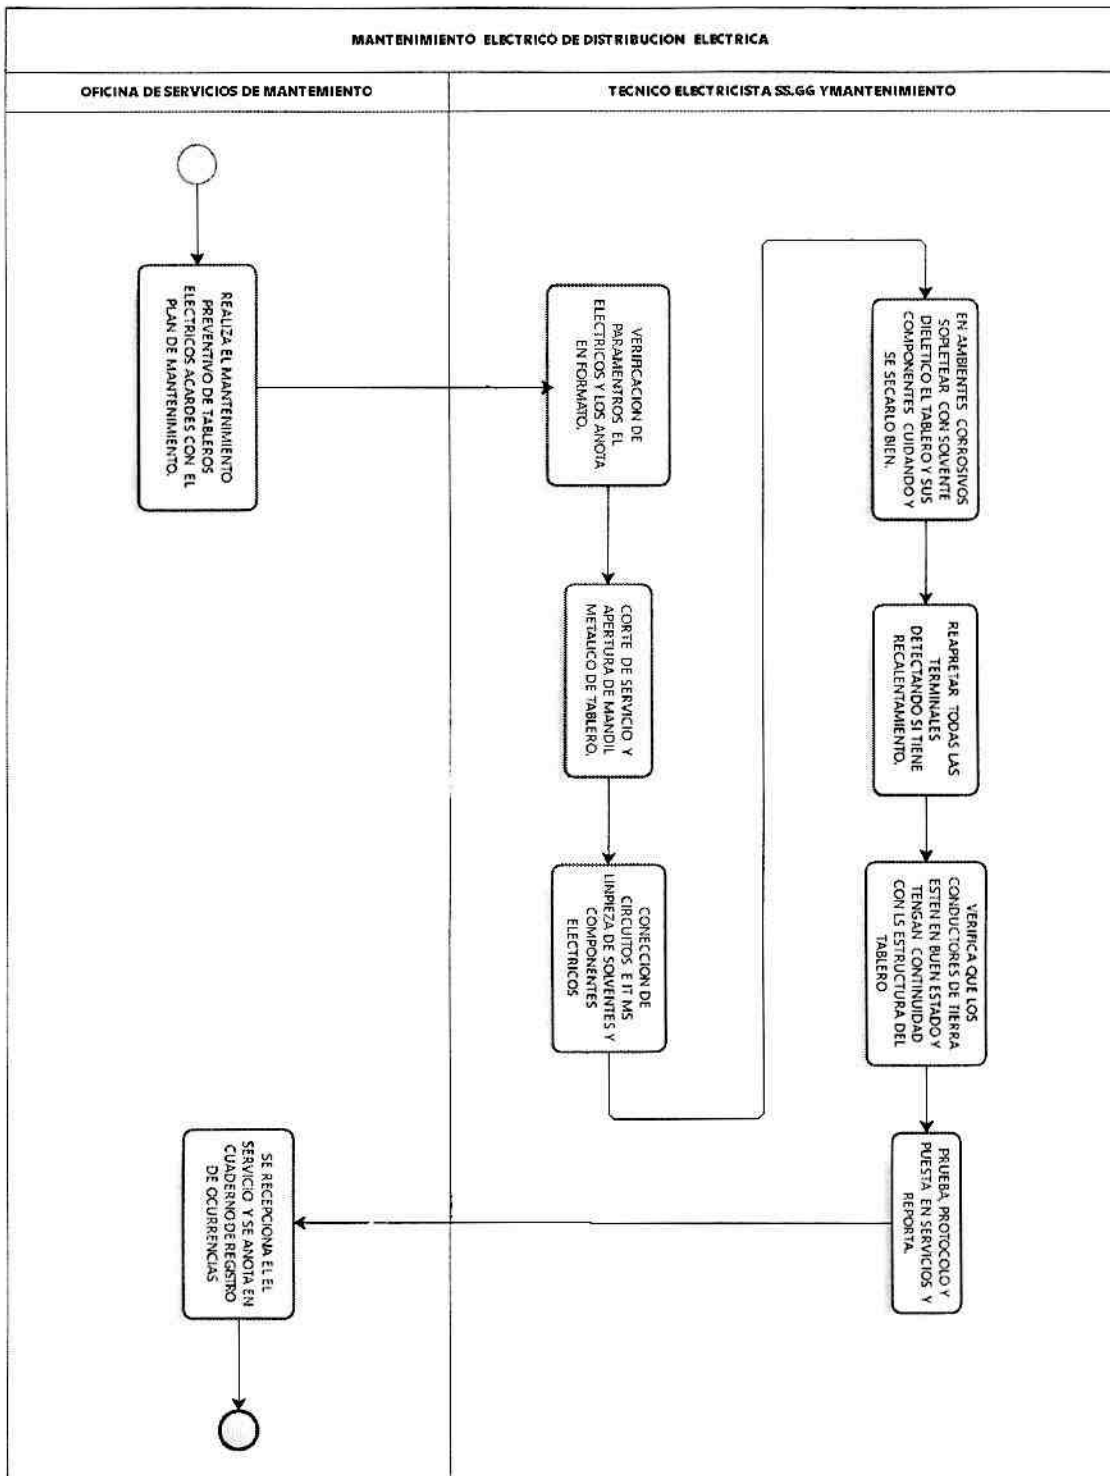 MANTENIMIENTO ELECTRICO DE DISTRIBUCION ELECTRICA
OFICINA DE SERVICIOS DE MANTEMIENTO
TECNICO ELECTRICISTA SS.GG YMANTENIMIENTO
REALIZA EL MANTENIMIENTO
PREVENTIVO DE TABLEROS
ELECTRICOS ACARDES CON EL
PLAN DE MANTENIMIENTO.
VERIFICACION DE
PARAMENTROS EL
ELECTRICOS Y LOS ANOTA
EN FORMATO.
CORTE DE SERVICIO Y
APERTURA DE MANDIL
METALICO DE TABLERO.
CONECCION DE
CIRCUITOS E IT MS
LINPIEZA DE SOLVENTES Y
COMPONENTES
ELECTRICOS
EN AMBIENTES CORROSIVOS
SOPLETEAR CON SOLVENTE
DIELETICO EL TABLERO Y SUS
COMPONENTES CUIDANDO Y
SE SECARLO BIEN.
REAPRETAR TODAS LAS
TERMINALES
DETECTANDO SI TIENE
RECALENTAMIENTO.
VERIFICA QUE LOS
CONDUCTORES DE TIERRA
ESTEN EN BUEN ESTADO Y
TENGAN CONTINUIDAD
CON LS ESTRUCTURA DEL
TABLERO
PRUEBA, PROTOCOLO Y
PUESTA EN SERVICIOS Y
REPORTA.
SE RECEPCIONA EL EL
SERVICIO Y SE ANOTA EN
CUADERNO DE REGISTRO
DE OCURRENCIAS